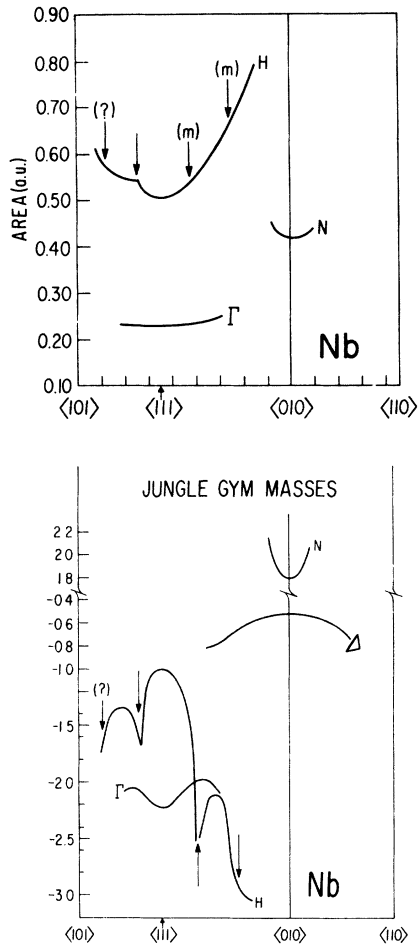 0.90
0.80
0.70
0.60
0.50
0.40
0.30
0.20
0.10
AREA (a.u.)
(?)
(m)
(m)
H
N
Γ
Nb
⟨101⟩ ⟨111⟩ ⟨010⟩ ⟨110⟩
JUNGLE GYM MASSES
2.2
2.0
1.8
-0.4
-0.6
-0.8
-1.0
-1.5
-2.0
-2.5
-3.0
N
Δ
(?)
Γ
H
Nb
⟨101⟩ ⟨111⟩ ⟨010⟩ ⟨110⟩